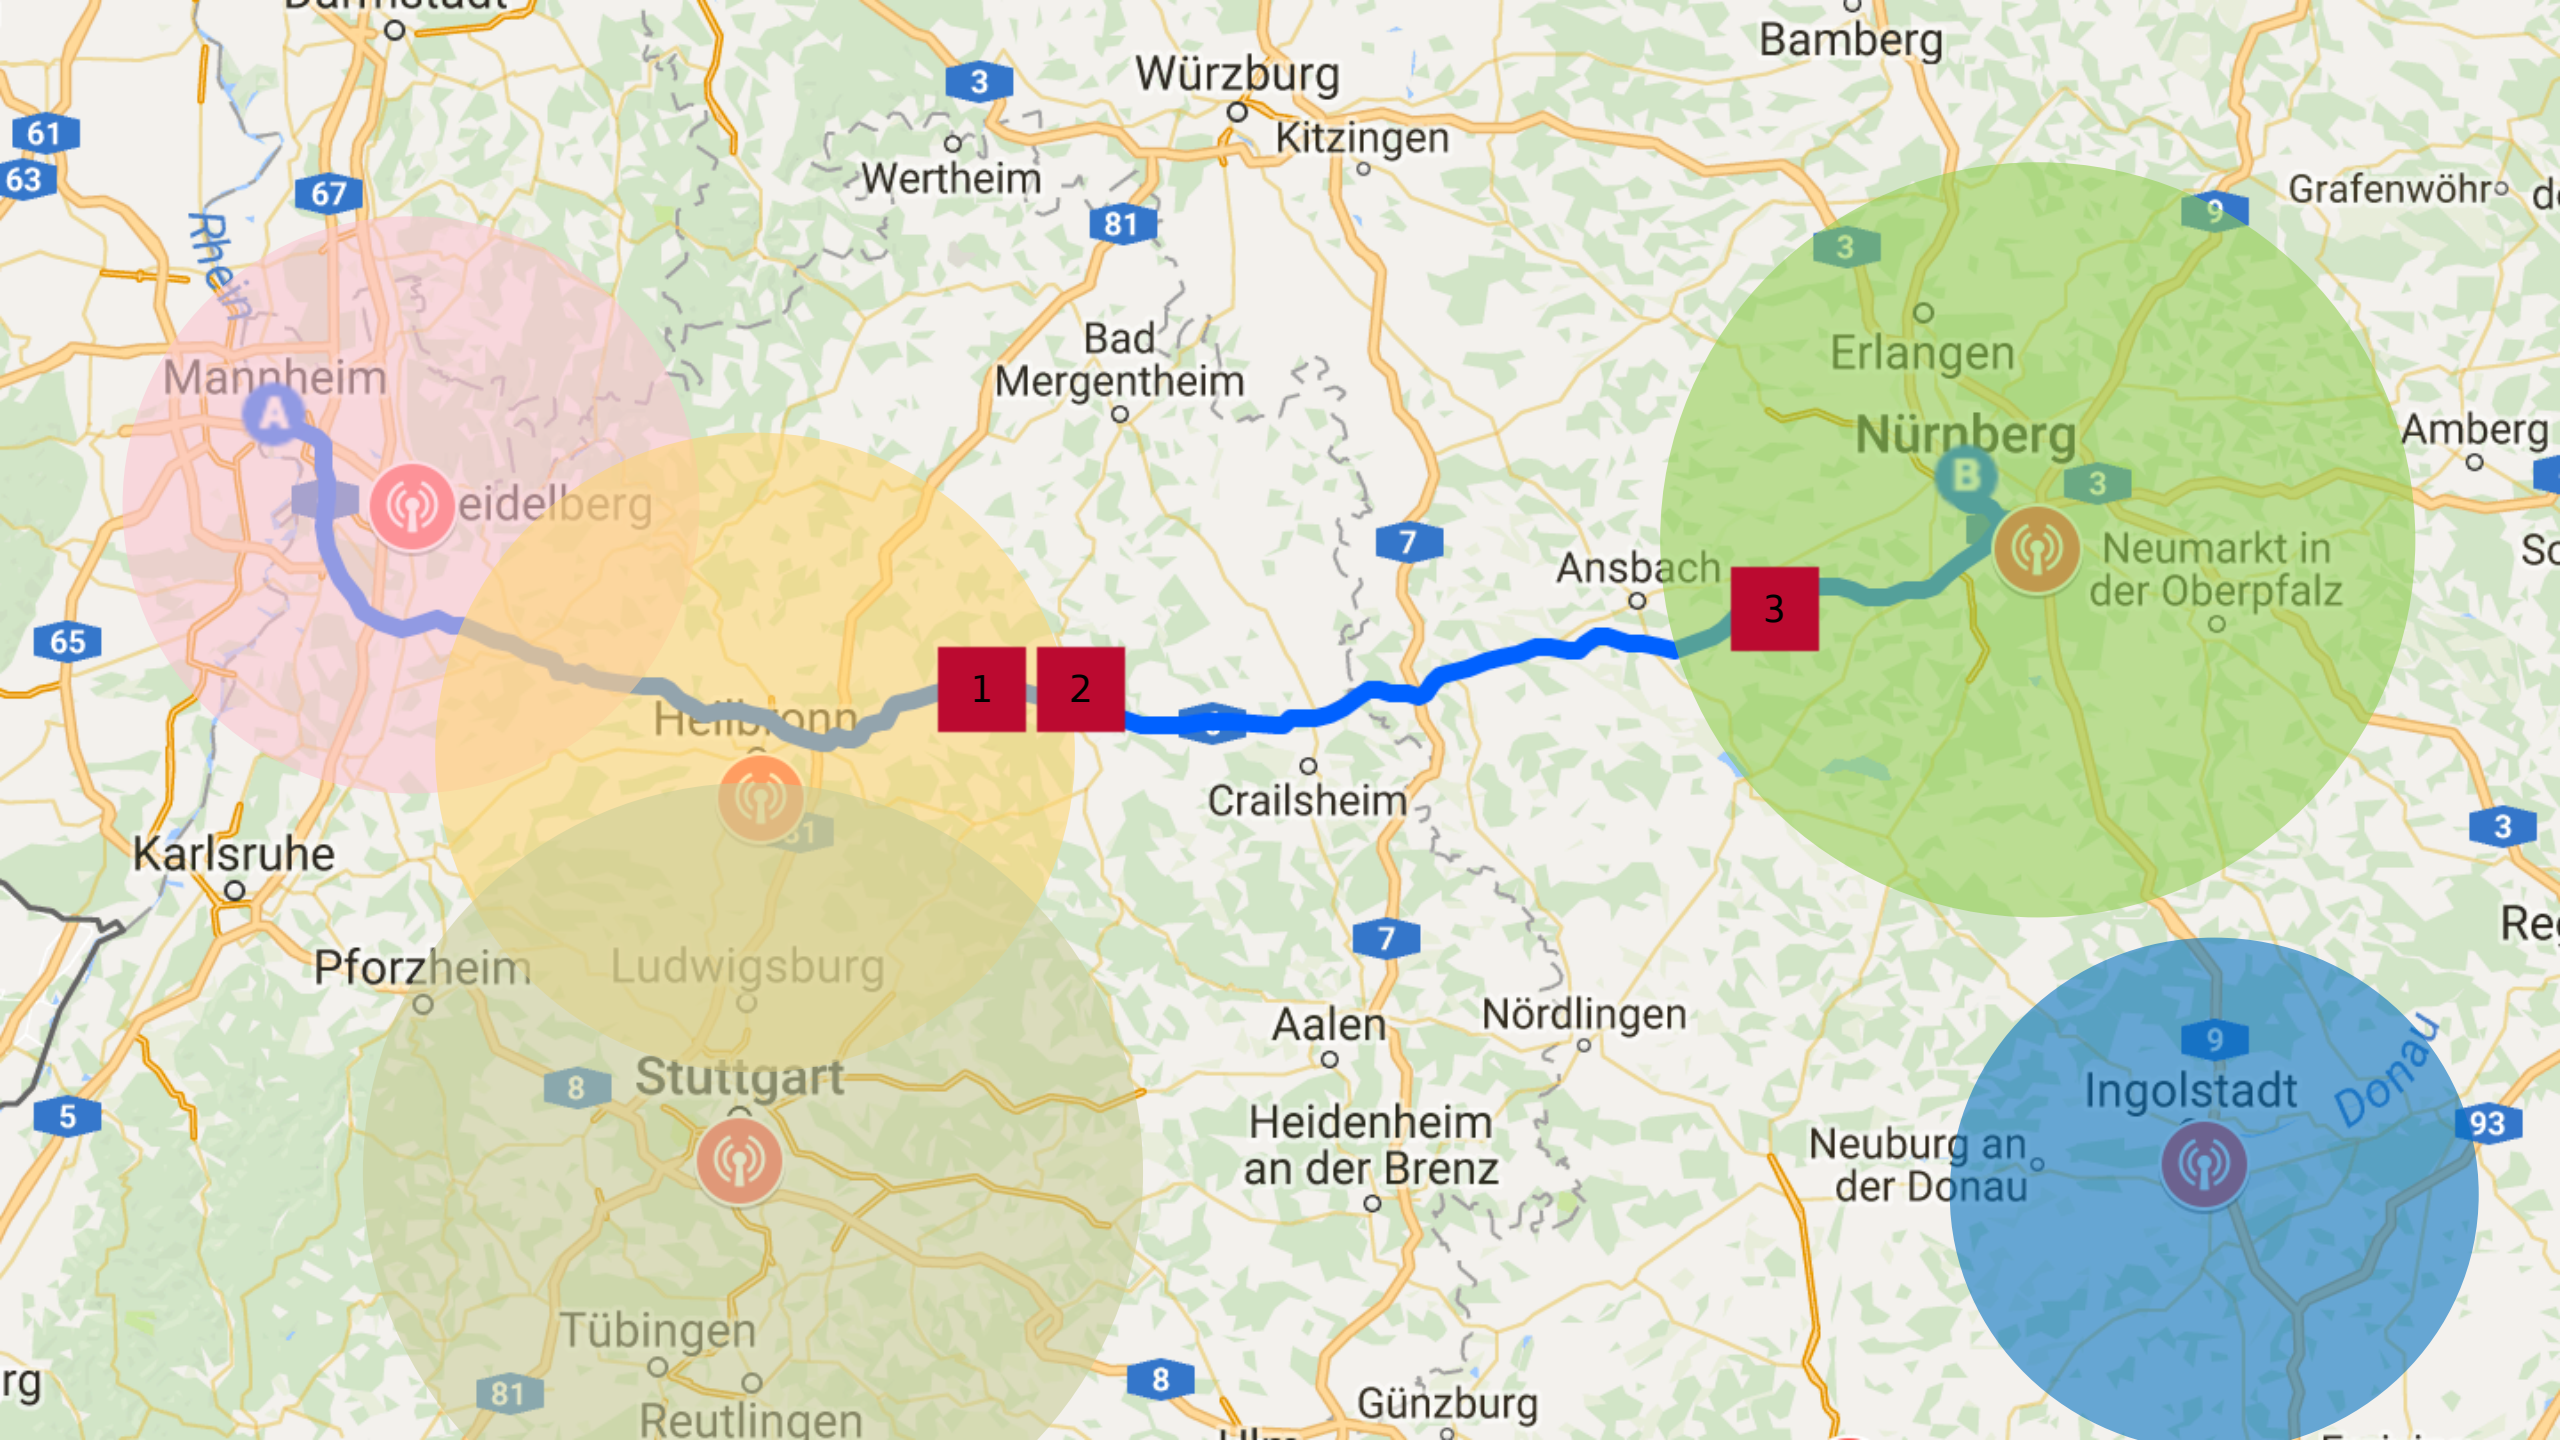 Darmstadt
Bamberg
Würzburg
3
Kitzingen
61
Wertheim
63
67
Grafenwöhr
81
9
Rhein
3
Bad
Mergentheim
Erlangen
Mannheim
A
Amberg
Nürnberg
B
3
eidelberg
7
Neumarkt in
der Oberpfalz
Ansbach
3
65
1
2
Heilbronn
Crailsheim
81
3
Karlsruhe
7
Pforzheim
Ludwigsburg
Nördlingen
Aalen
9
Stuttgart
8
Ingolstadt
Donau
5
Heidenheim
an der Brenz
93
Neuburg an
der Donau
Tübingen
81
8
rg
Reutlingen
Günzburg
Ulm